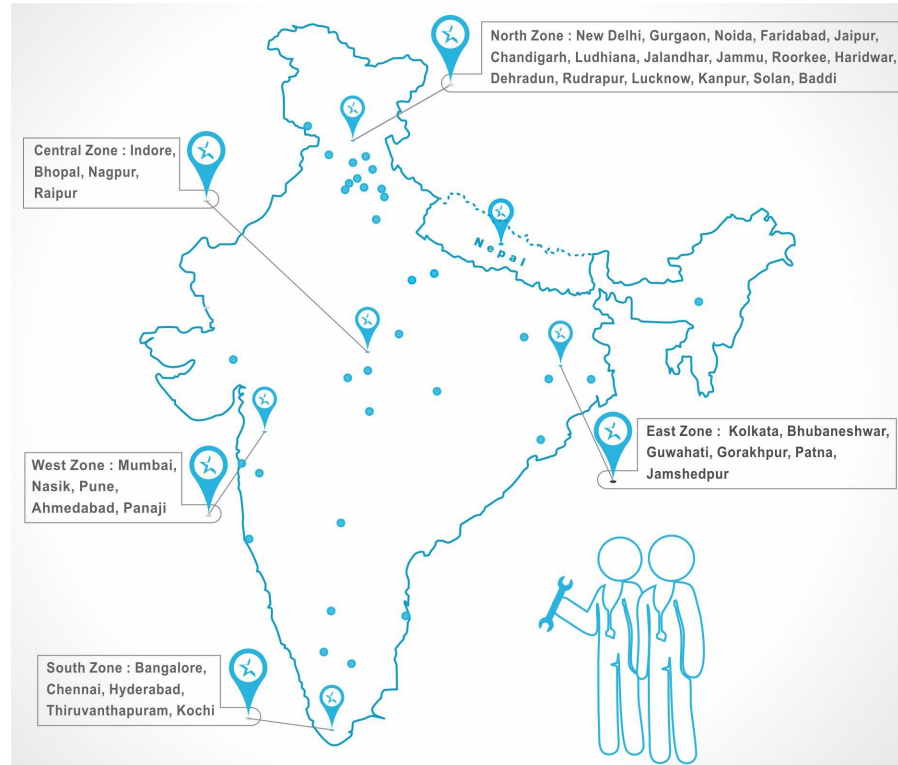 North Zone : New Delhi, Gurgaon, Noida, Faridabad, Jaipur,
Chandigarh, Ludhiana, Jalandhar, Jammu, Roorkee, Haridwar,
Dehradun, Rudrapur, Lucknow, Kanpur, Solan, Baddi
Central Zone : Indore,
Bhopal, Nagpur,
Raipur
Nepal
East Zone : Kolkata, Bhubaneshwar,
Guwahati, Gorakhpur, Patna,
Jamshedpur
West Zone : Mumbai,
Nasik, Pune,
Ahmedabad, Panaji
South Zone : Bangalore,
Chennai, Hyderabad,
Thiruvanthapuram, Kochi